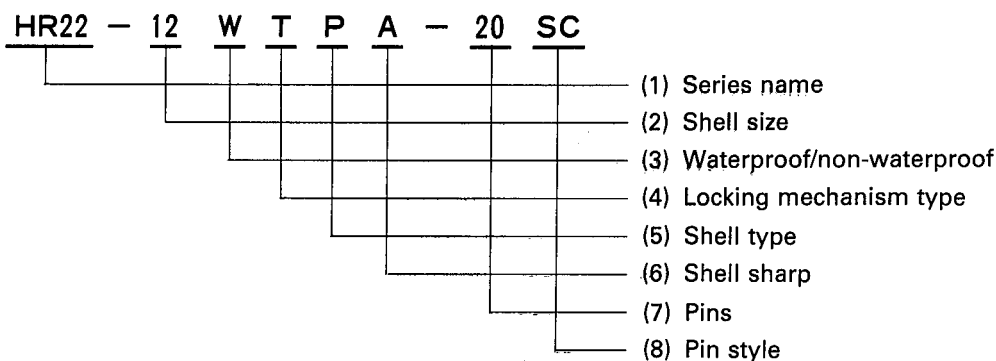 HR22 - 12 W T P A - 20 SC
(1) Series name
(2) Shell size
(3) Waterproof/non-waterproof
(4) Locking mechanism type
(5) Shell type
(6) Shell sharp
(7) Pins
(8) Pin style